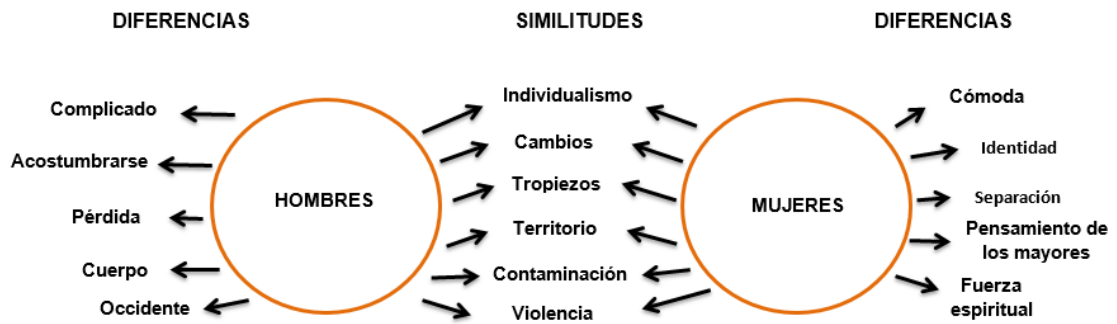 DIFERENCIAS
SIMILITUDES
DIFERENCIAS
Complicado
Acostumbrarse
Pérdida
Cuerpo
Occidente
HOMBRES
Individualismo
Cambios
Tropiezos
Territorio
Contaminación
Violencia
MUJERES
Cómoda
Identidad
Separación
Pensamiento de
los mayores
Fuerza
espiritual